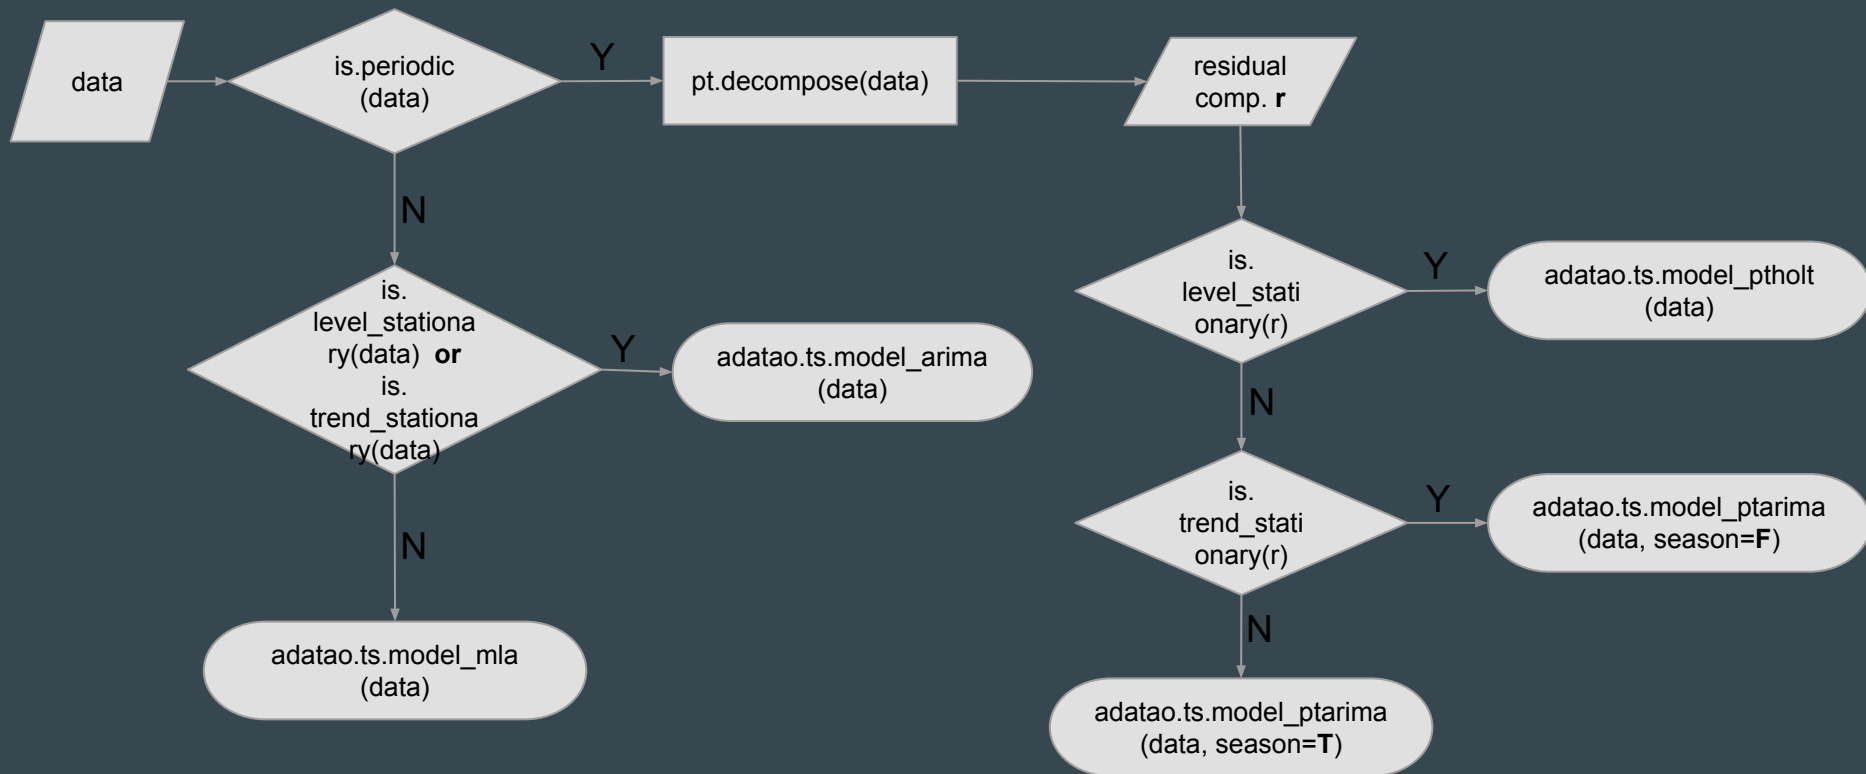 data
is.periodic
(data)
Y
pt.decompose(data)
residual
comp. r
N
is.
level_stationa
ry(data) or
is.
trend_stationa
ry(data)
Y
adatao.ts.model_arima
(data)
N
adatao.ts.model_mla
(data)
is.
level_stati
onary(r)
Y
adatao.ts.model_ptholt
(data)
N
is.
trend_stati
onary(r)
Y
adatao.ts.model_ptarima
(data, season=F)
N
adatao.ts.model_ptarima
(data, season=T)